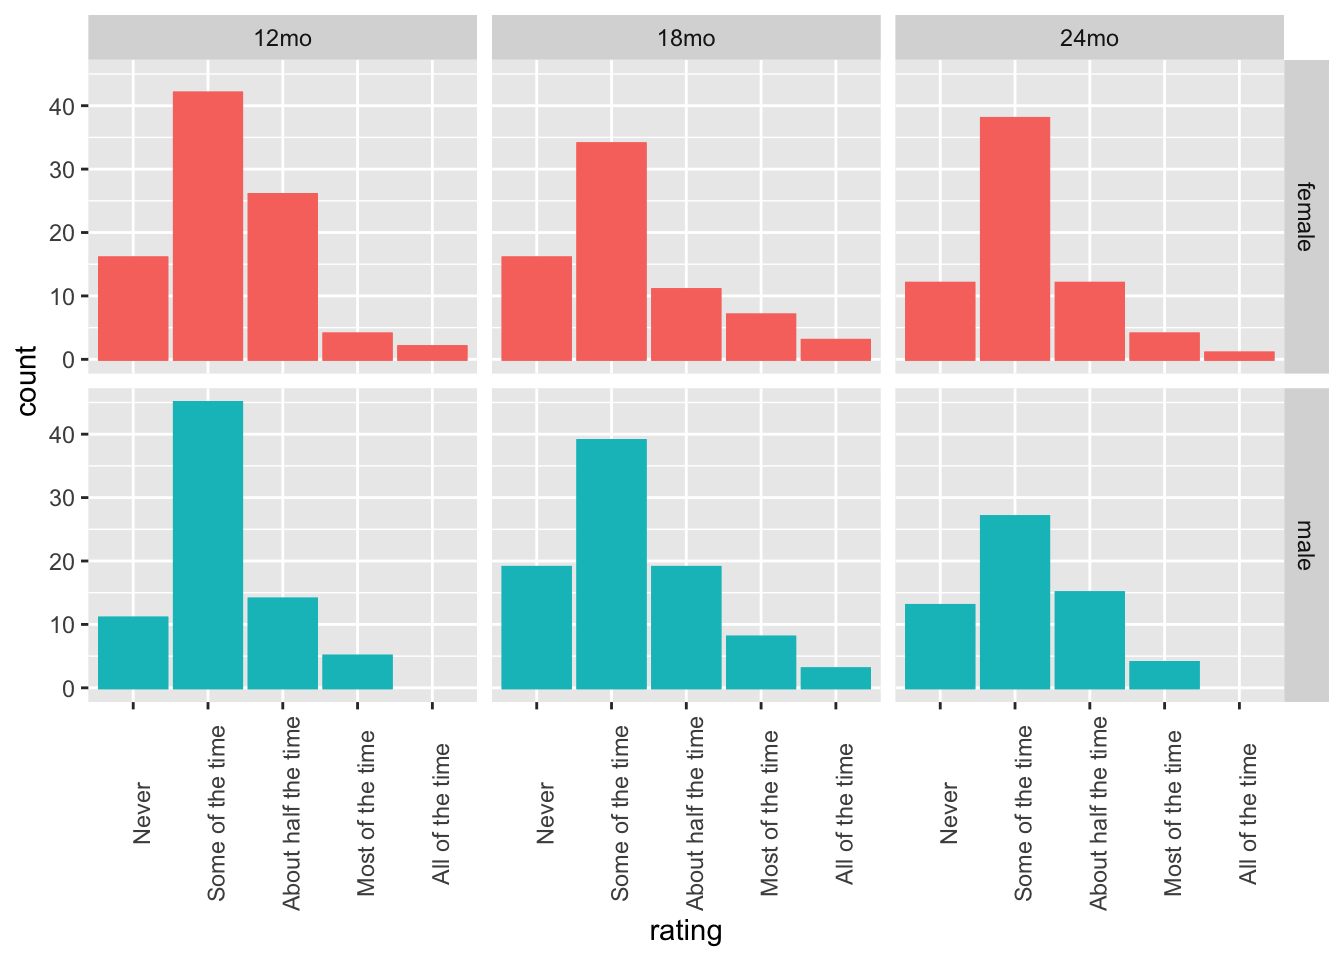 12mo 18mo 24mo
count
40
30
20
10
0
female
40
30
20
10
0
male
Never
Some of the time
About half the time
Most of the time
All of the time
Never
Some of the time
About half the time
Most of the time
All of the time
Never
Some of the time
About half the time
Most of the time
All of the time
rating